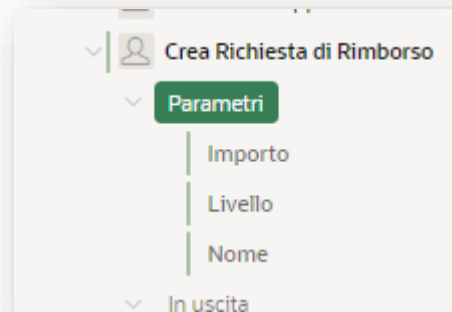 Crea Richiesta di Rimborso
Parametri
Importo
Livello
Nome
In uscita